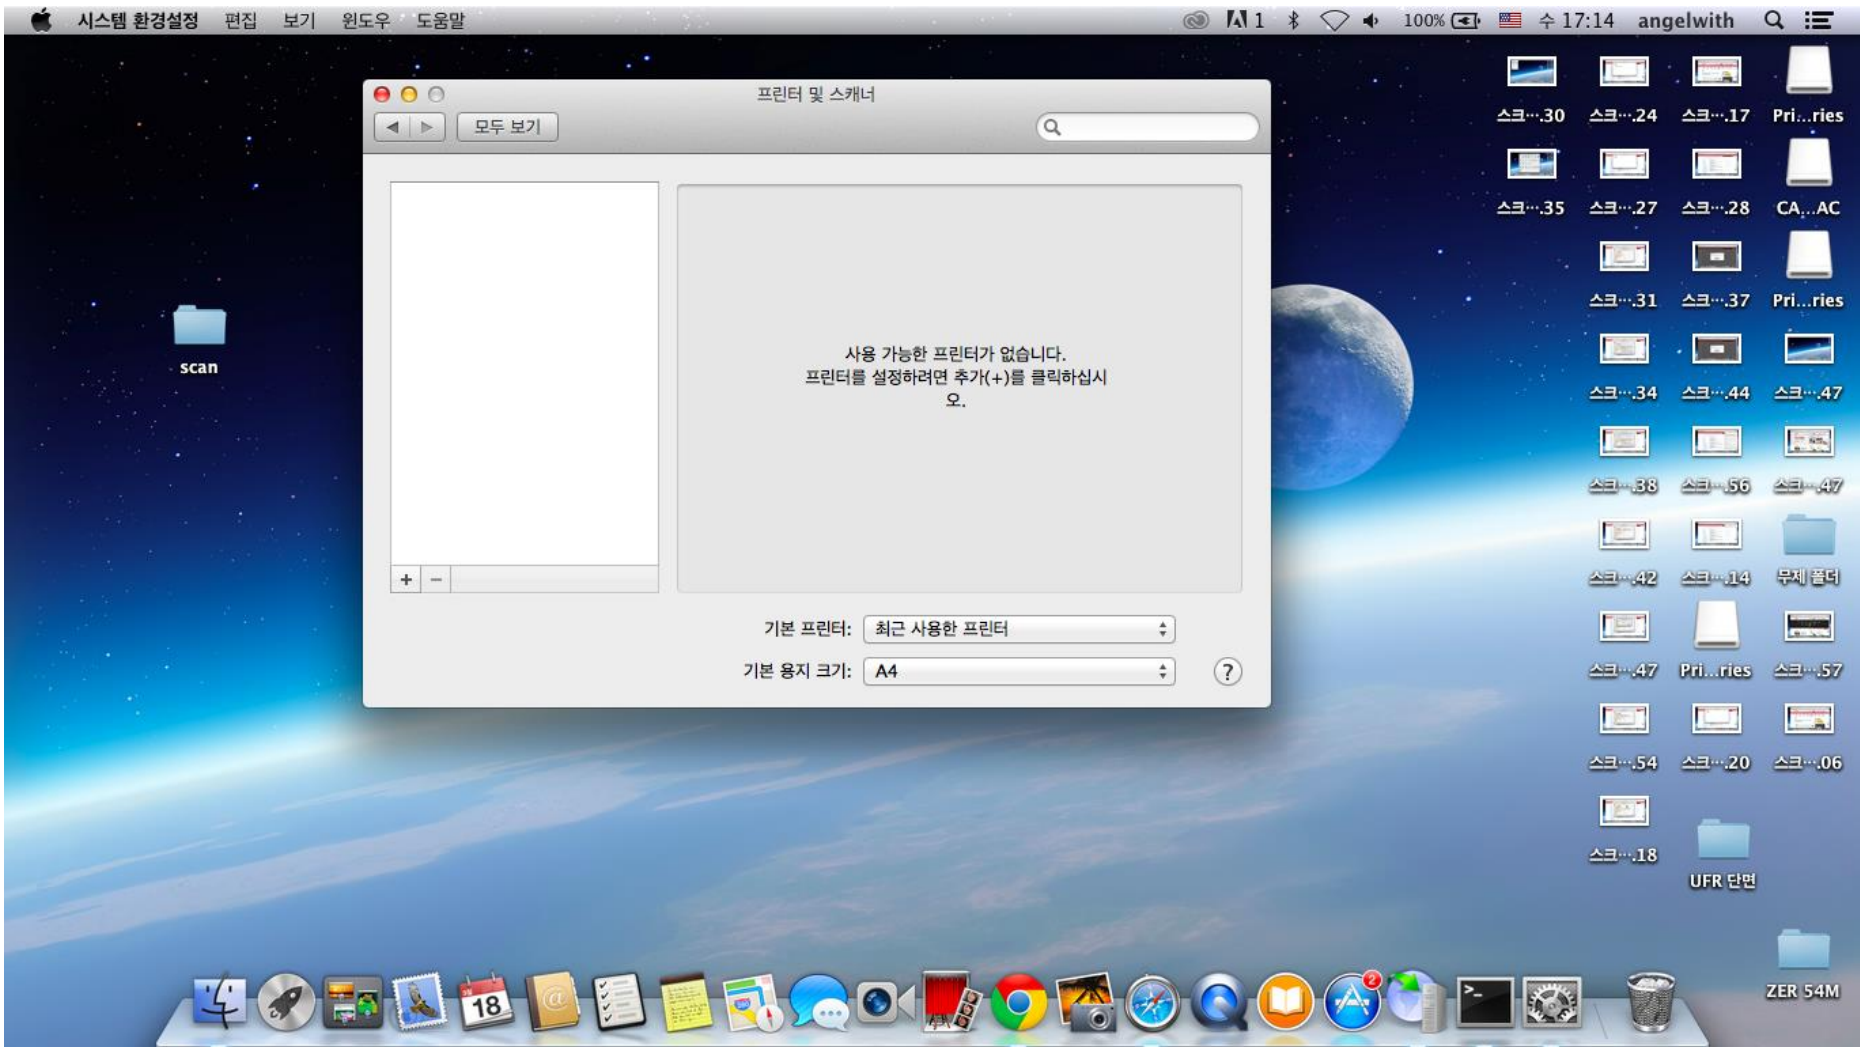 시스템 환경설정 편집 보기 윈도우 도움말 1 100% 수 17:14 angelwith
프린터 및 스캐너
모두 보기
사용 가능한 프린터가 없습니다.
프린터를 설정하려면 추가(+)를 클릭하십시
오.
+ −
기본 프린터: 최근 사용한 프린터
기본 용지 크기: A4 ?
scan
스크….30 스크….24 스크….17 Pri...ries
스크….35 스크….27 스크….28 CA...AC
스크….31 스크….37 Pri...ries
스크….34 스크….44 스크….47
스크….38 스크….56 스크….47
스크….42 스크….14 무제 폴더
스크….47 Pri...ries 스크….57
스크….54 스크….20 스크….06
스크….18
UFR 단면
ZER 54M
18
2